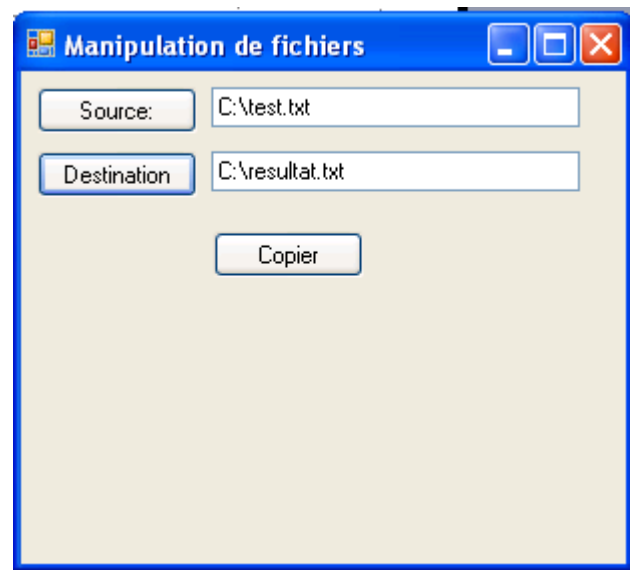 Manipulation de fichiers
Source: C:\test.txt
Destination C:\resultat.txt
Copier